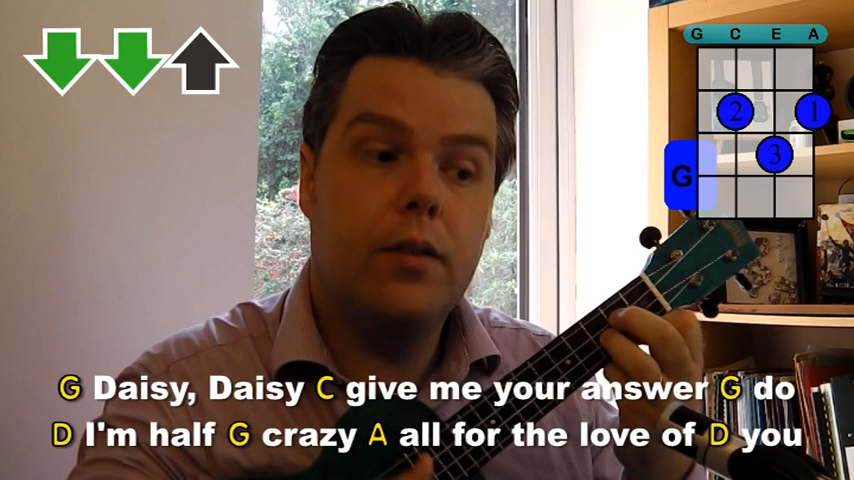 G C E A
2 1
3
G
G Daisy, Daisy C give me your answer G do
D I'm half G crazy A all for the love of D you